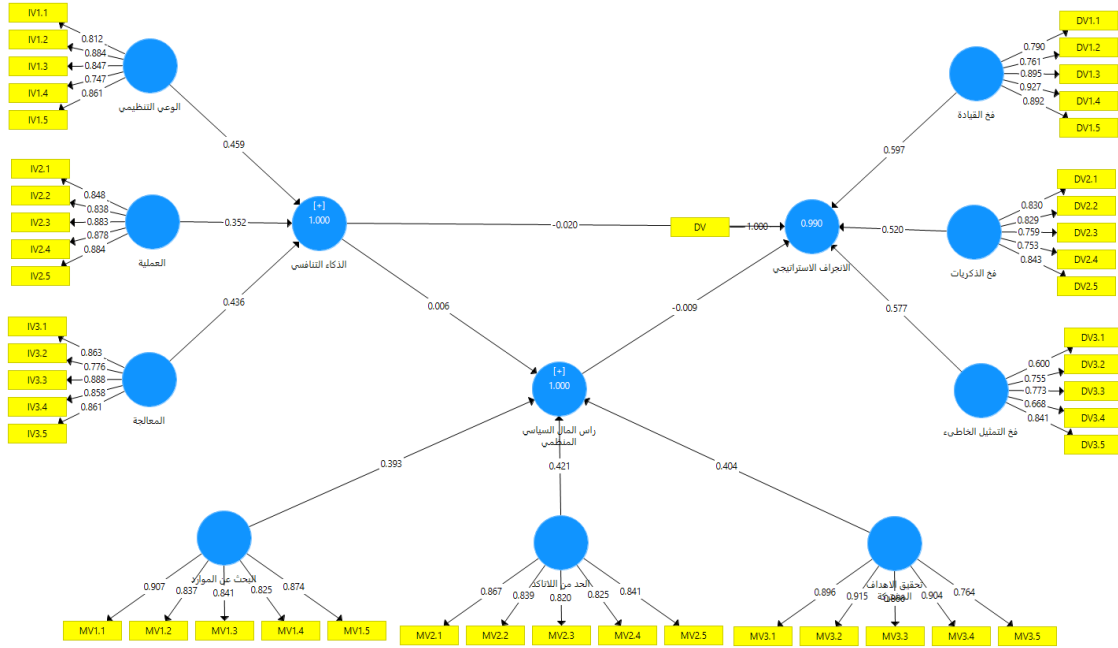 IV1.1
IV1.2
IV1.3
IV1.4
IV1.5
0.812
0.884
0.847
0.747
0.861
الوعي التنظيمي
0.459
IV2.1
IV2.2
IV2.3
IV2.4
IV2.5
0.848
0.838
0.883
0.878
0.884
العملية
0.352
IV3.1
IV3.2
IV3.3
IV3.4
IV3.5
0.863
0.776
0.888
0.858
0.861
المعالجة
0.436
[+]
1.000
الذكاء التنافسي
-0.020
0.006
DV
1.000
0.990
الانجراف الاستراتيجي
-0.009
DV1.1
DV1.2
DV1.3
DV1.4
DV1.5
0.790
0.761
0.895
0.927
0.892
فخ القيادة
0.597
DV2.1
DV2.2
DV2.3
DV2.4
DV2.5
0.830
0.829
0.759
0.753
0.843
فخ الذكريات
0.520
DV3.1
DV3.2
DV3.3
DV3.4
DV3.5
0.600
0.755
0.773
0.668
0.841
فخ التمثيل الخاطيء
0.577
[+]
1.000
راس المال السياسي
المنظمي
0.393
0.421
0.404
البحث عن الموارد
0.907
0.837
0.841
0.825
0.874
MV1.1
MV1.2
MV1.3
MV1.4
MV1.5
الحد من اللاتاكد
0.867
0.839
0.820
0.825
0.841
MV2.1
MV2.2
MV2.3
MV2.4
MV2.5
تحقيق الاهداف
0.896
0.915
0.904
0.764
MV3.1
MV3.2
MV3.3
MV3.4
MV3.5